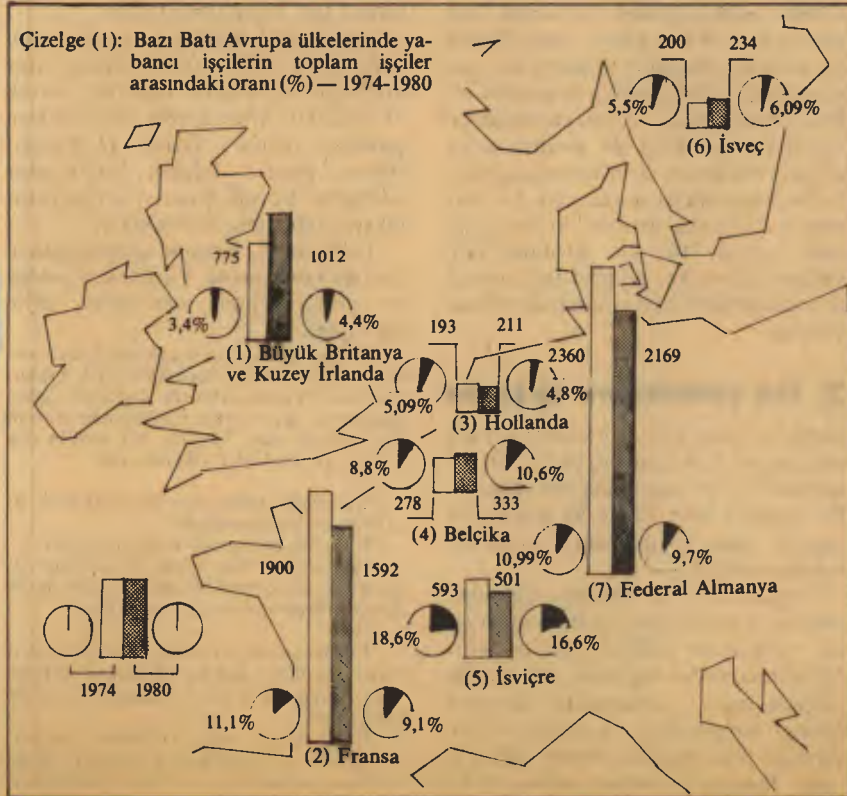 Çizelge (1): Bazı Batı Avrupa ülkelerinde ya-
bancı işçilerin toplam işçiler
arasındaki oranı (%) — 1974-1980
200 234
5,5% 6,09%
(6) İsveç
775 1012
3,4% 4,4%
(1) Büyük Britanya
ve Kuzey İrlanda
193 211
5,09% 4,8%
(3) Hollanda
2360 2169
10,99% 9,7%
(7) Federal Almanya
8,8% 10,6%
278 333
(4) Belçika
1900 1592
11,1% 9,1%
(2) Fransa
593 501
18,6% 16,6%
(5) İsviçre
1974 1980